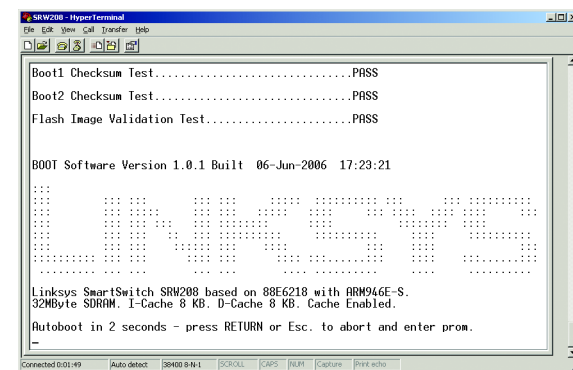 SRW208 - HyperTerminal
File Edit View Call Transfer Help
Boot1 Checksum Test...............................PASS
Boot2 Checksum Test...............................PASS
Flash Image Validation Test.......................PASS
BOOT Software Version 1.0.1 Built  06-Jun-2006  17:23:21
LINKSYS
Linksys SmartSwitch SRW208 based on 88E6218 with ARM946E-S.
32MByte SDRAM. I-Cache 8 KB. D-Cache 8 KB. Cache Enabled.
Autoboot in 2 seconds - press RETURN or Esc. to abort and enter prom.
Connected 0:01:49 Auto detect 38400 8-N-1 SCROLL CAPS NUM Capture Print echo